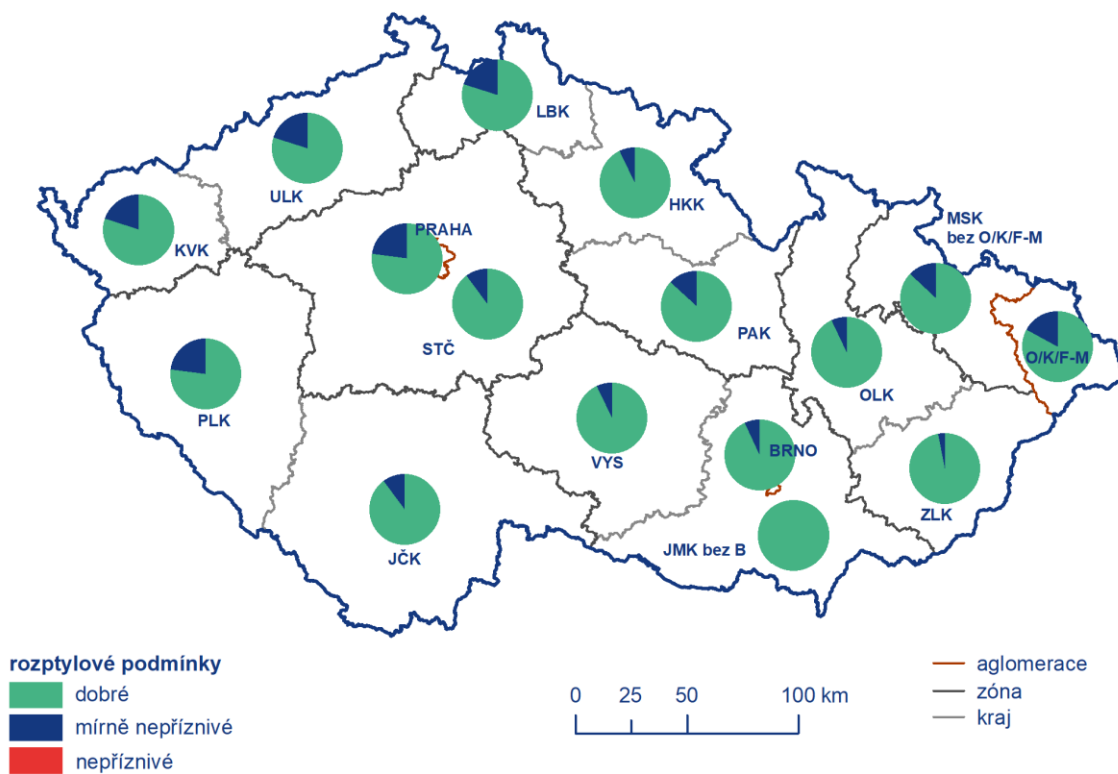 LBK
ULK
HKK
KVK
PRAHA
MSK
bez O/K/F-M
STČ
PAK
O/K/F-M
PLK
OLK
VYS
BRNO
ZLK
JČK
JMK bez B
rozptylové podmínky
dobré
mírně nepříznivé
nepříznivé
0 25 50 100 km
aglomerace
zóna
kraj